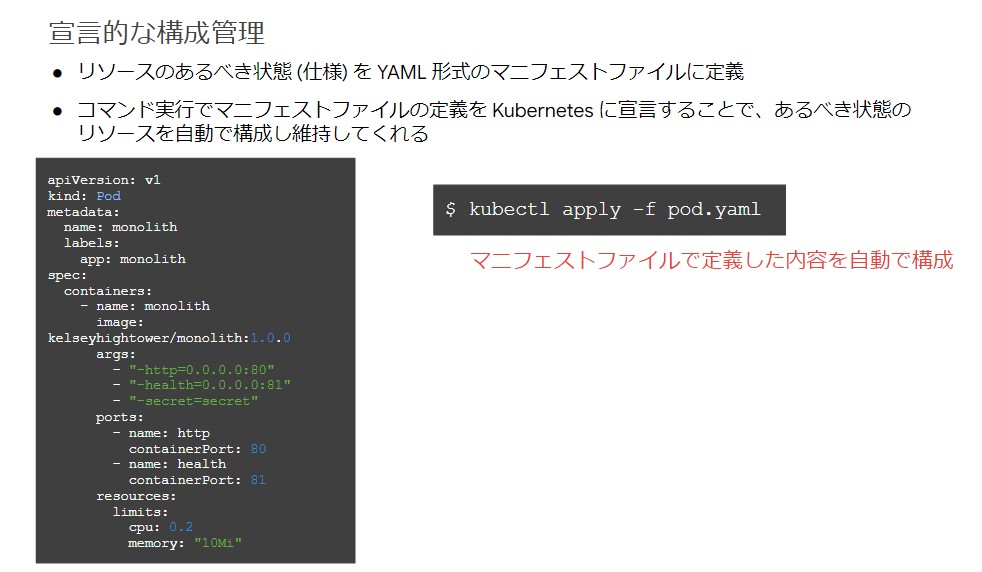 宣言的な構成管理
● リソースのあるべき状態 (仕様) を YAML 形式のマニフェストファイルに定義
● コマンド実行でマニフェストファイルの定義を Kubernetes に宣言することで、あるべき状態の
リソースを自動で構成し維持してくれる
apiVersion: v1
kind: Pod
metadata:
  name: monolith
  labels:
    app: monolith
spec:
  containers:
    - name: monolith
      image:
kelseyhightower/monolith:1.0.0
      args:
        - "-http=0.0.0.0:80"
        - "-health=0.0.0.0:81"
        - "-secret=secret"
      ports:
        - name: http
          containerPort: 80
        - name: health
          containerPort: 81
      resources:
        limits:
          cpu: 0.2
          memory: "10Mi"
$ kubectl apply -f pod.yaml
マニフェストファイルで定義した内容を自動で構成